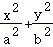 x²/a² + y²/b²